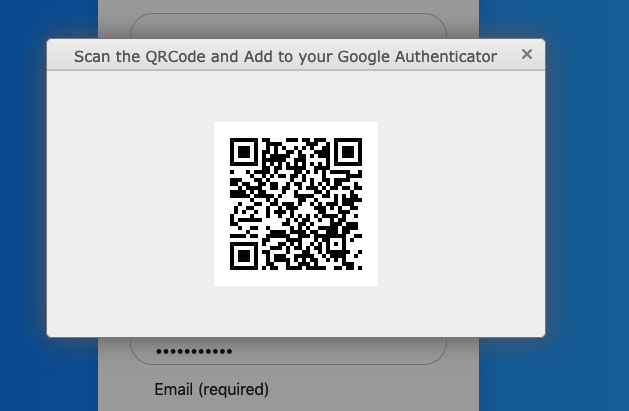 Scan the QRCode and Add to your Google Authenticator ×
•••••••••••
Email (required)